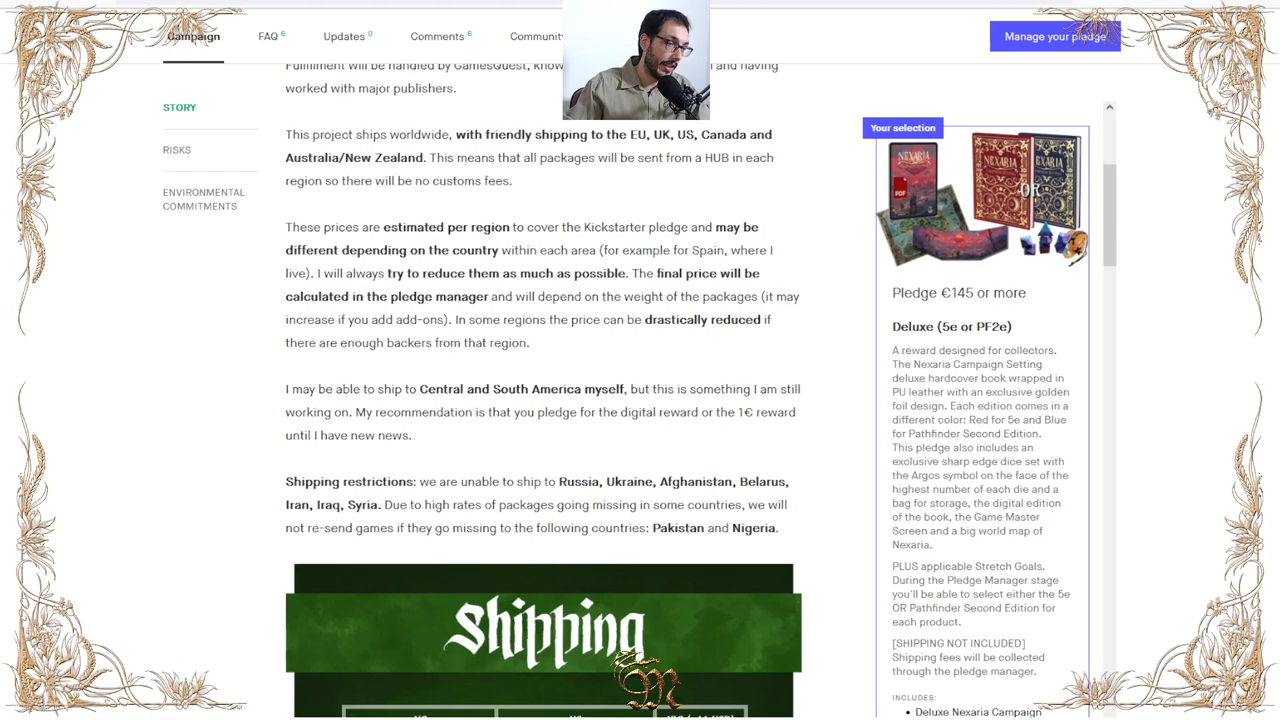 Campaign
FAQ 6
Updates 0
Comments 6
Community
Manage your pledge
STORY
RISKS
ENVIRONMENTAL
COMMITMENTS
Fulfillment will be handled by GamesQuest, and having
worked with major publishers.
This project ships worldwide, with friendly shipping to the EU, UK, US, Canada and
Australia/New Zealand. This means that all packages will be sent from a HUB in each
region so there will be no customs fees.
These prices are estimated per region to cover the Kickstarter pledge and may be
different depending on the country within each area (for example for Spain, where I
live). I will always try to reduce them as much as possible. The final price will be
calculated in the pledge manager and will depend on the weight of the packages (it may
increase if you add add-ons). In some regions the price can be drastically reduced if
there are enough backers from that region.
I may be able to ship to Central and South America myself, but this is something I am still
working on. My recommendation is that you pledge for the digital reward or the 1€ reward
until I have new news.
Shipping restrictions: we are unable to ship to Russia, Ukraine, Afghanistan, Belarus,
Iran, Iraq, Syria. Due to high rates of packages going missing in some countries, we will
not re-send games if they go missing to the following countries: Pakistan and Nigeria.
Shipping
Your selection
NEXARIA
PDF
NEXARIA
OR
NEXARIA
Pledge €145 or more
Deluxe (5e or PF2e)
A reward designed for collectors.
The Nexaria Campaign Setting
deluxe hardcover book wrapped in
PU leather with an exclusive golden
foil design. Each edition comes in a
different color: Red for 5e and Blue
for Pathfinder Second Edition.
This pledge also includes an
exclusive sharp edge dice set with
the Argos symbol on the face of the
highest number of each die and a
bag for storage, the digital edition
of the book, the Game Master
Screen and a big world map of
Nexaria.
PLUS applicable Stretch Goals.
During the Pledge Manager stage
you'll be able to select either the 5e
OR Pathfinder Second Edition for
each product.
[SHIPPING NOT INCLUDED]
Shipping fees will be collected
through the pledge manager.
INCLUDES:
• Deluxe Nexaria Campaign